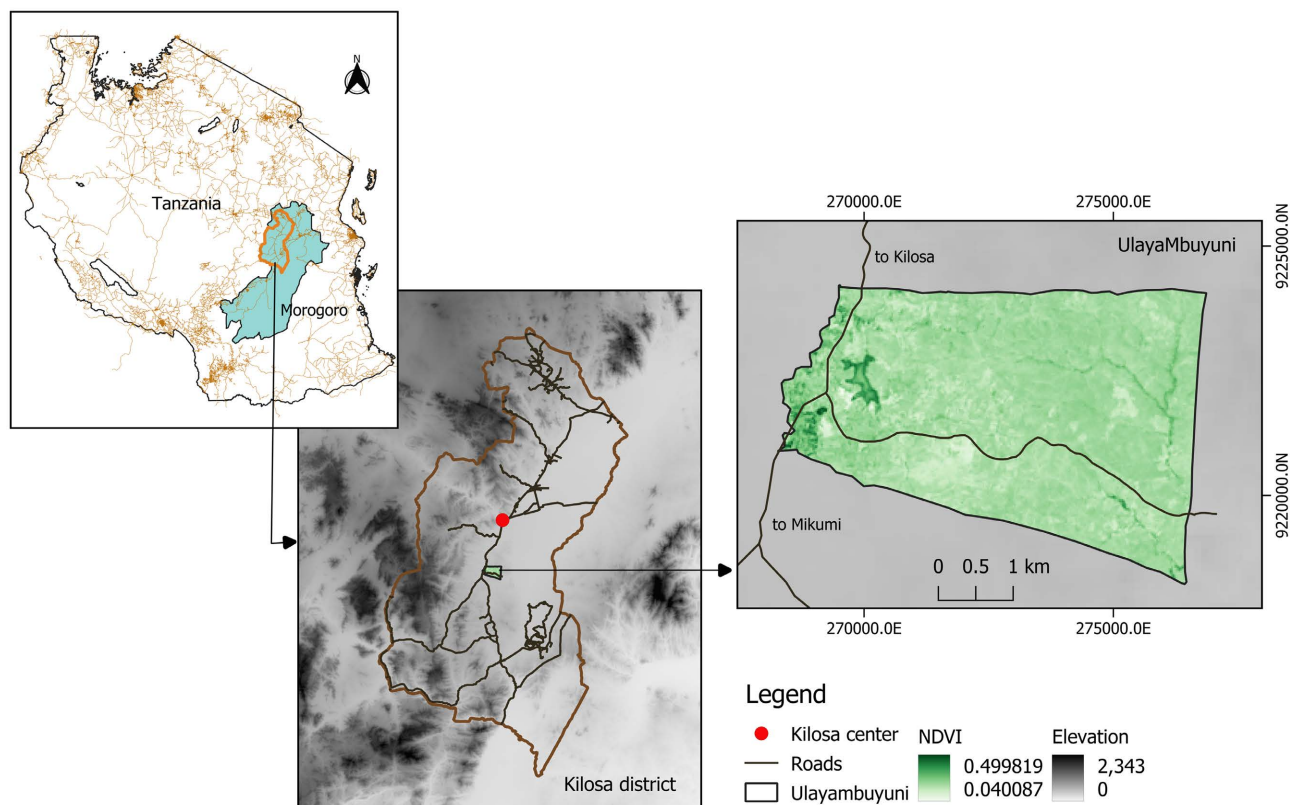 N
Tanzania
Morogoro
Kilosa district
270000.0E 275000.0E
UlayaMbuyuni
9225000.0N
to Kilosa
9220000.0N
to Mikumi
0 0.5 1 km
270000.0E 275000.0E
Legend
Kilosa center
Roads
Ulayambuyuni
NDVI
0.499819
0.040087
Elevation
2,343
0